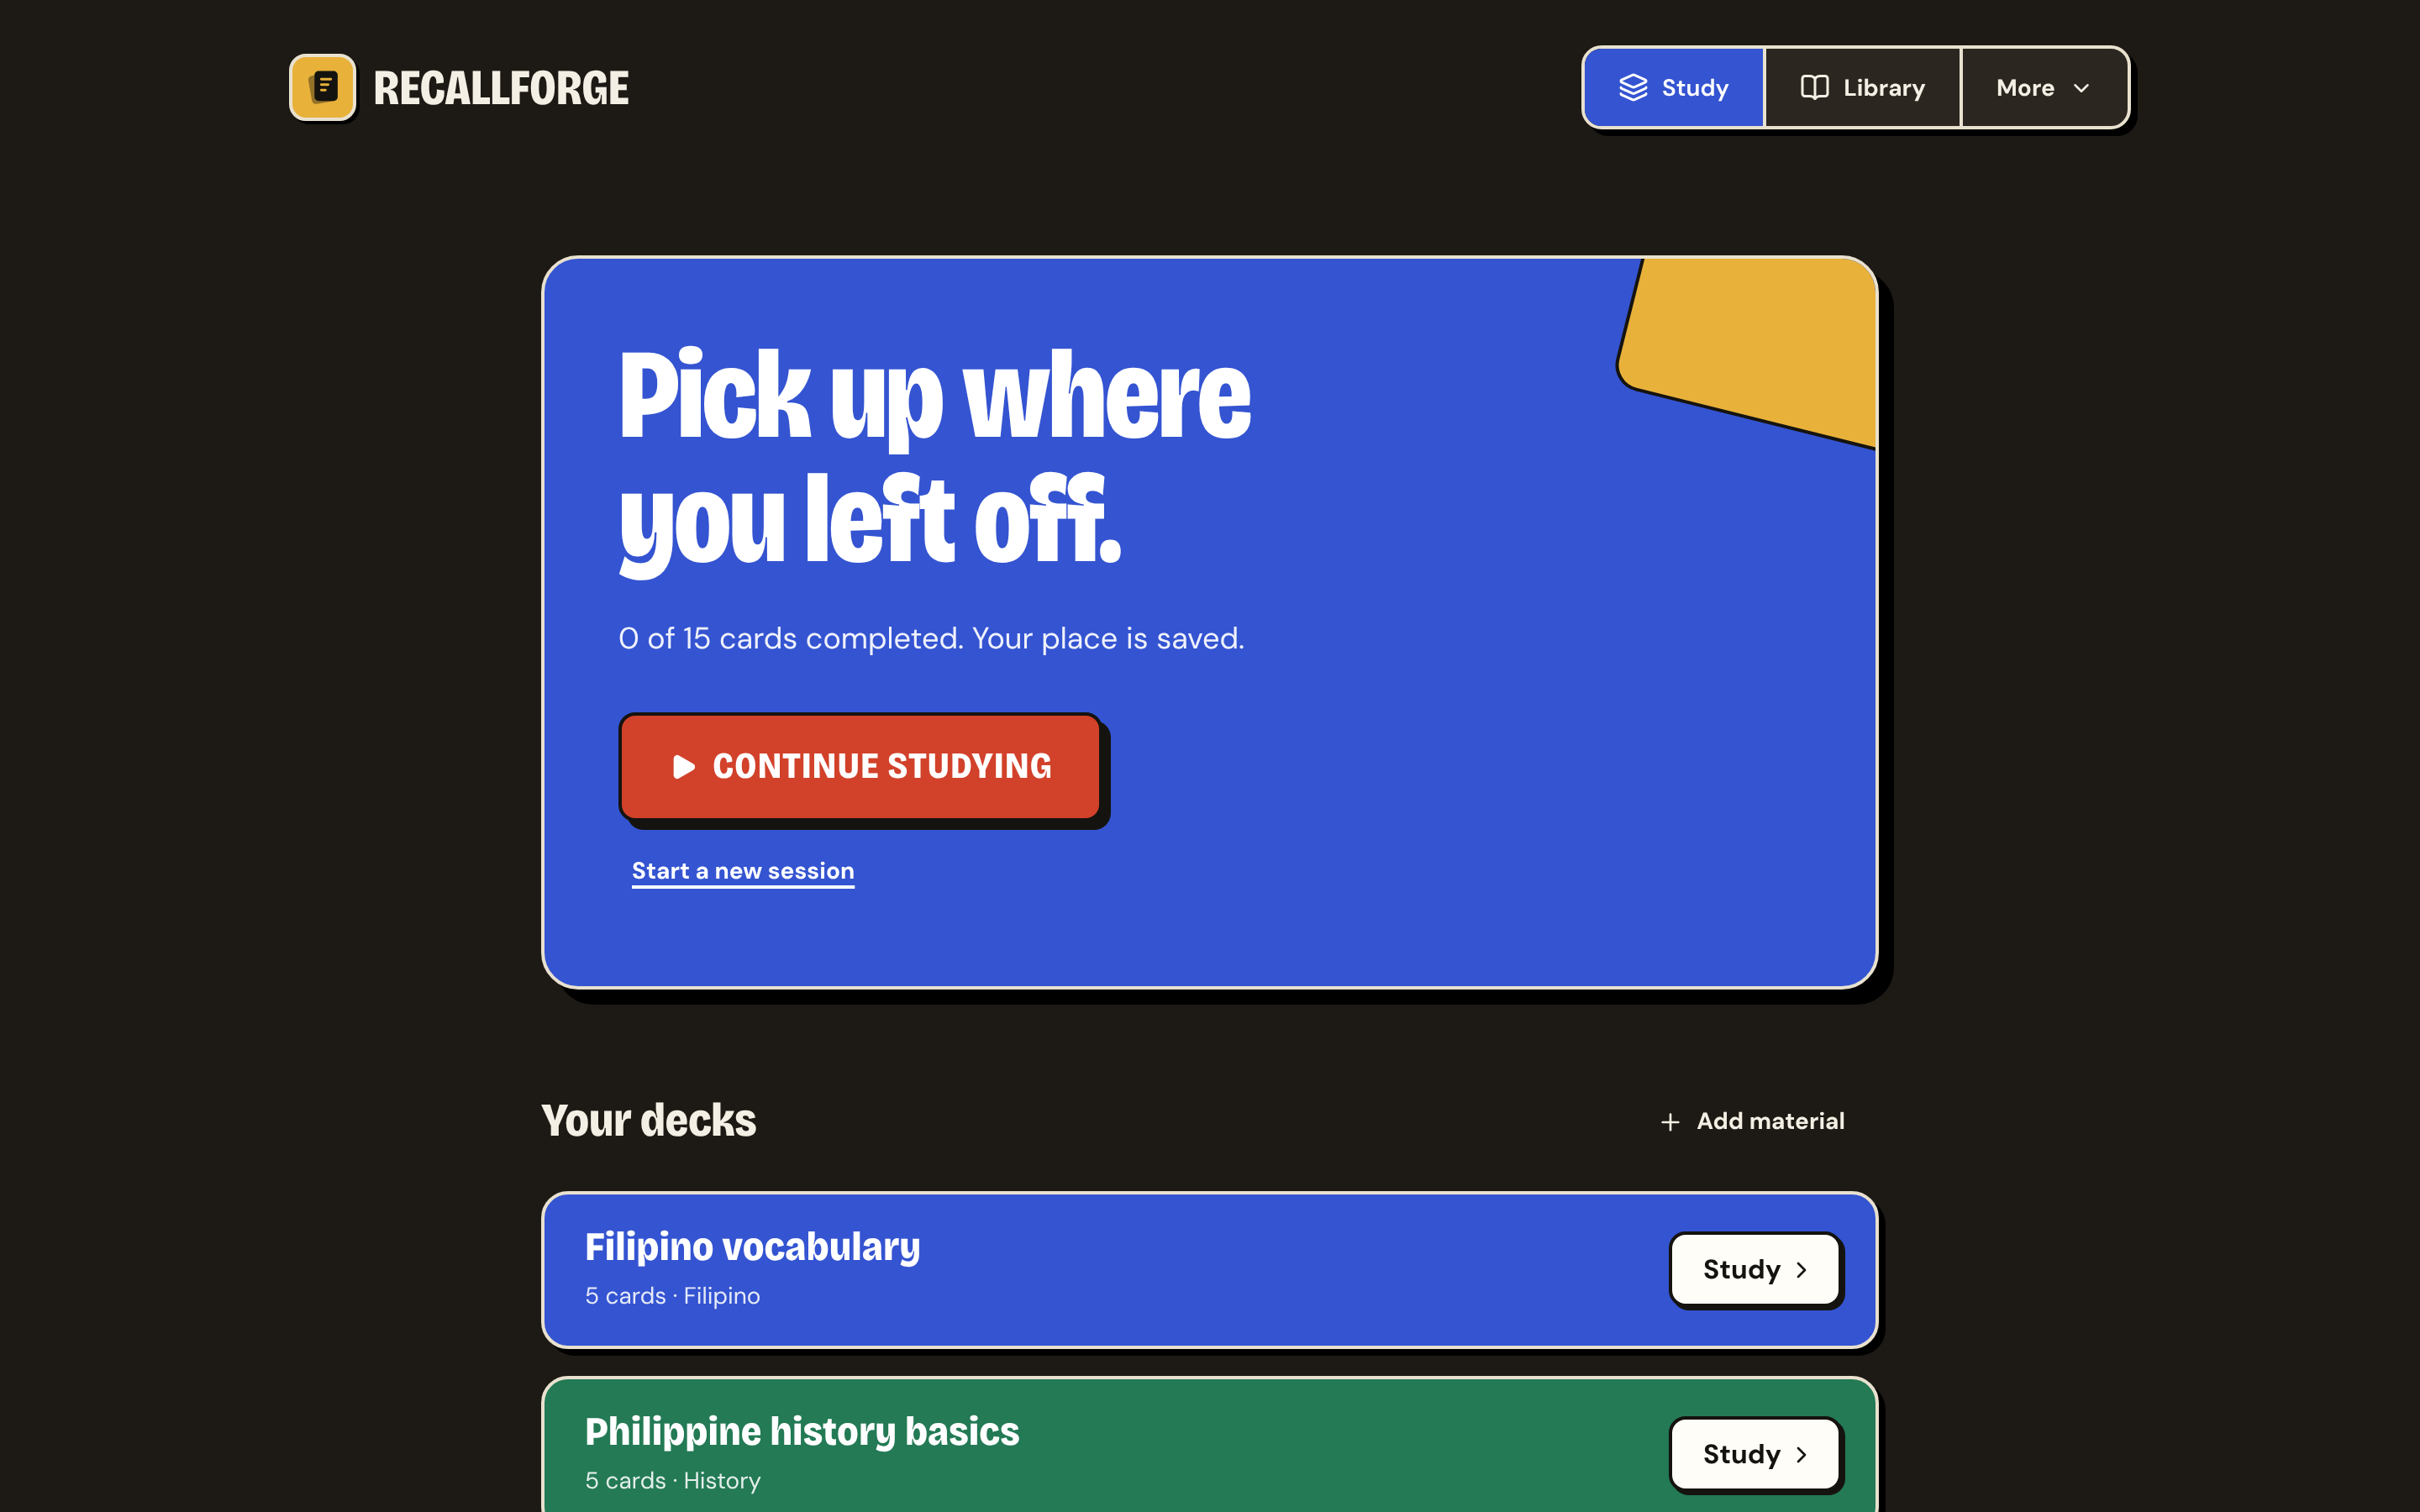 RECALLFORGE
Study
Library
More
Pick up where
you left off.
0 of 15 cards completed. Your place is saved.
CONTINUE STUDYING
Start a new session
Your decks
+ Add material
Filipino vocabulary
5 cards · Filipino
Study
Philippine history basics
5 cards · History
Study